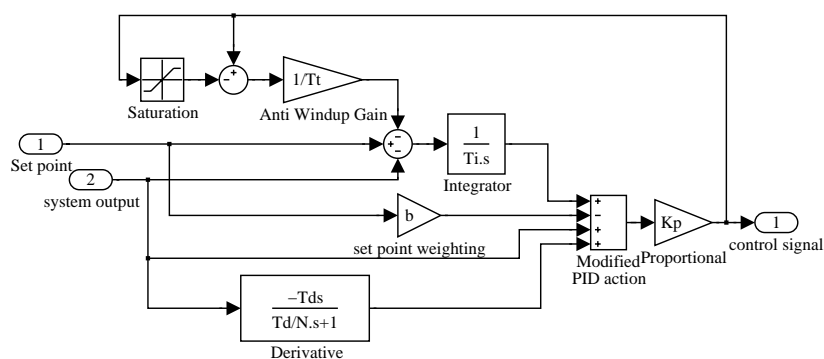 1/Tt
Saturation
Anti Windup Gain
1
Set point
1
Ti.s
Integrator
2
system output
b
set point weighting
Modified
PID action
Kp
Proportional
1
control signal
−Tds
Td/N.s+1
Derivative